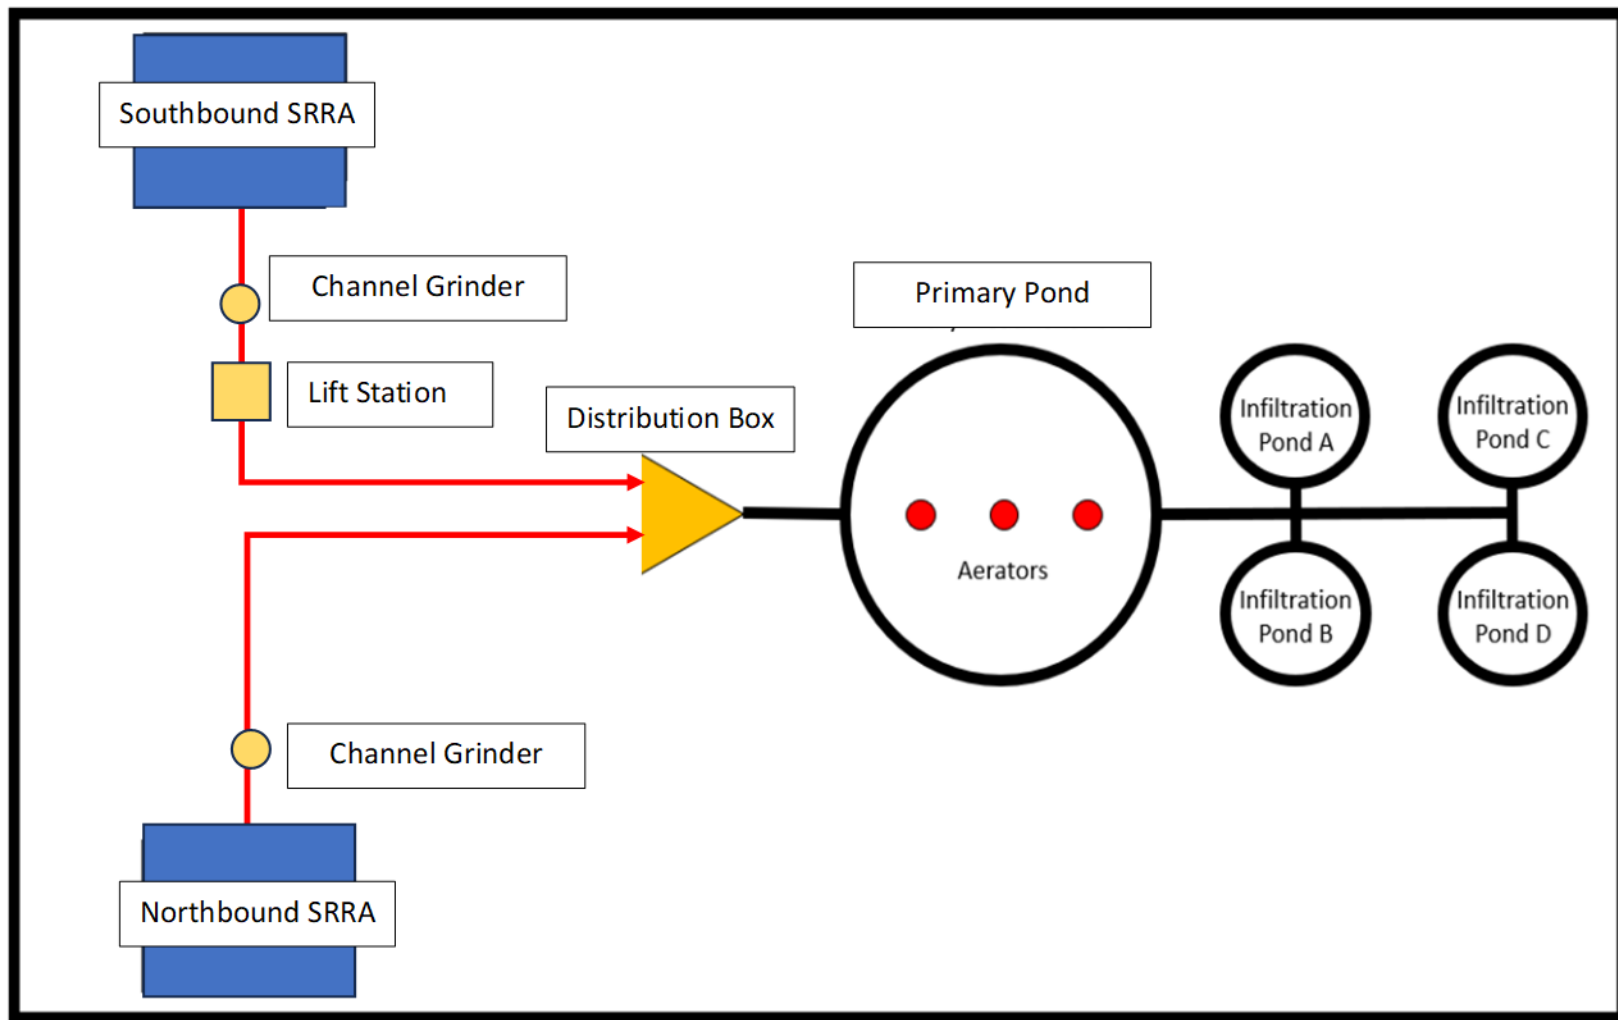 Southbound SRRA
Channel Grinder
Lift Station
Distribution Box
Primary Pond
Aerators
Infiltration
Pond A
Infiltration
Pond C
Infiltration
Pond B
Infiltration
Pond D
Channel Grinder
Northbound SRRA